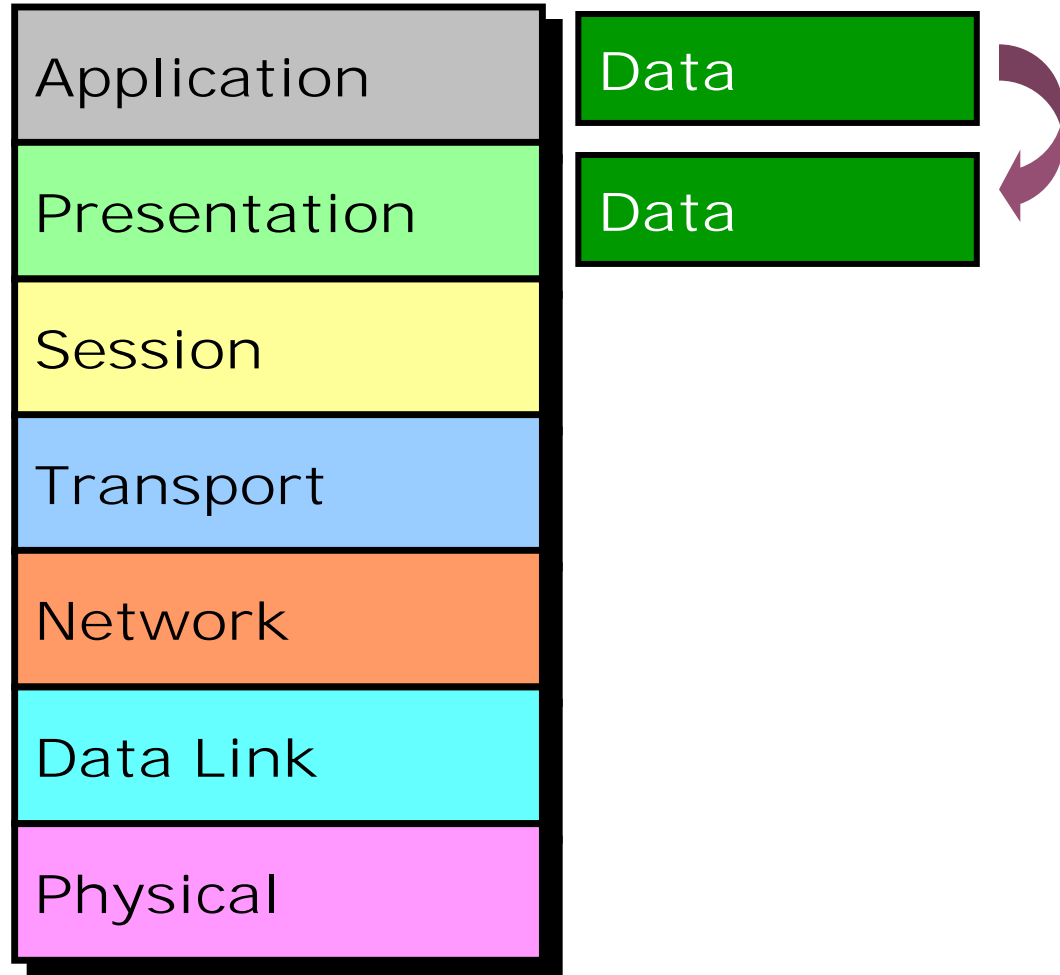 Application
Data
Presentation
Data
Session
Transport
Network
Data Link
Physical